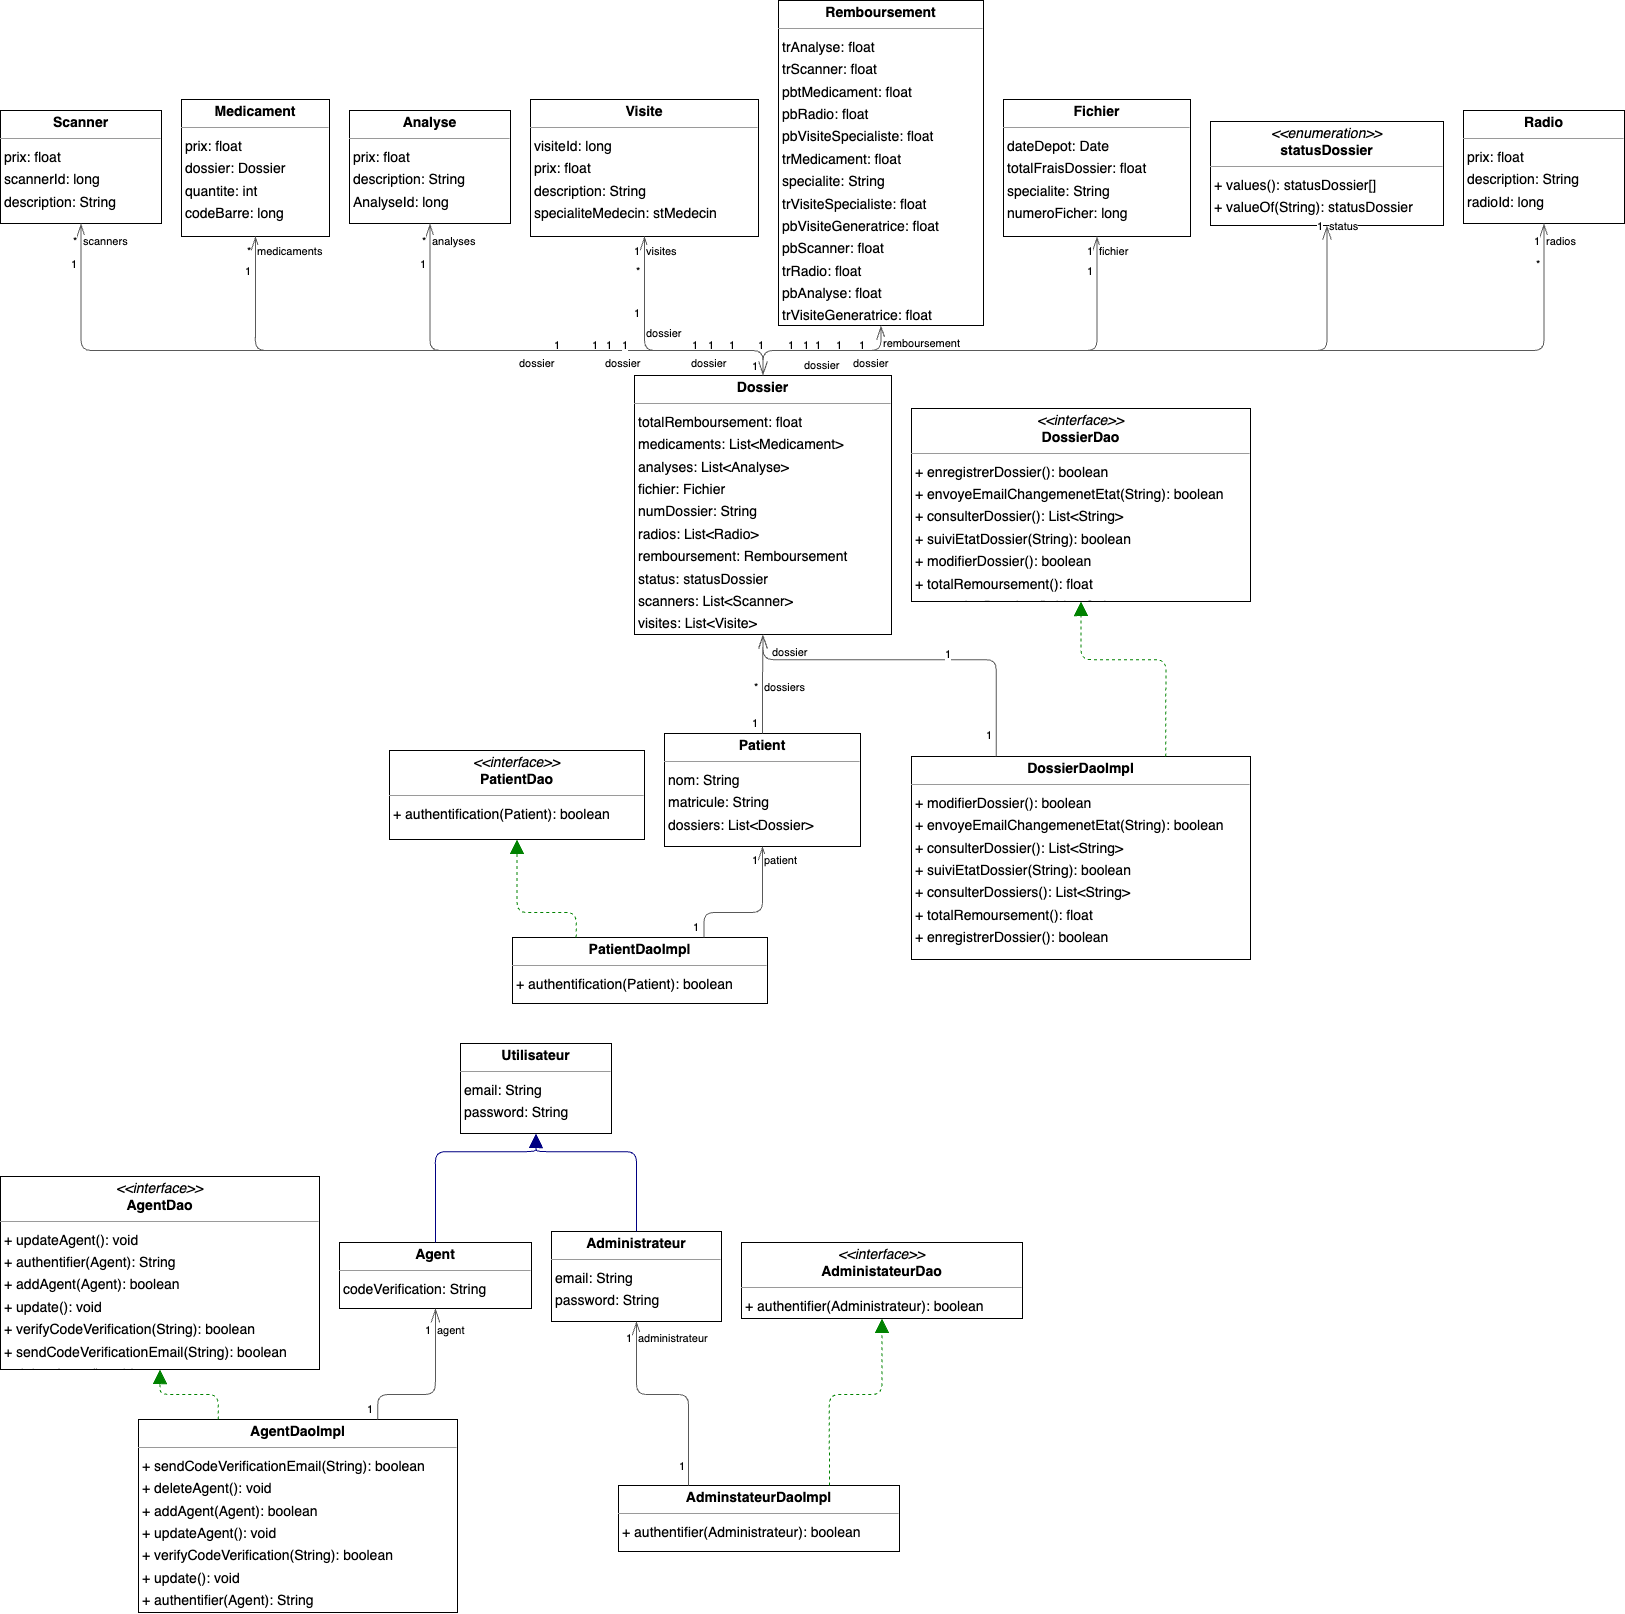 Remboursement
trAnalyse: float
trScanner: float
pbtMedicament: float
pbRadio: float
pbVisiteSpecialiste: float
trMedicament: float
specialite: String
trVisiteSpecialiste: float
pbVisiteGeneratrice: float
pbScanner: float
trRadio: float
pbAnalyse: float
trVisiteGeneratrice: float
Scanner
prix: float
scannerId: long
description: String
Medicament
prix: float
dossier: Dossier
quantite: int
codeBarre: long
Analyse
prix: float
description: String
AnalyseId: long
Visite
visiteId: long
prix: float
description: String
specialiteMedecin: stMedecin
Fichier
dateDepot: Date
totalFraisDossier: float
specialite: String
numeroFicher: long
<<enumeration>>
statusDossier
+ values(): statusDossier[]
+ valueOf(String): statusDossier
Radio
prix: float
description: String
radioId: long
* scanners
1
* medicaments
1
* analyses
1
1 visites
*
1
dossier
1 fichier
1
1 status
1 radios
*
1 1 1 1 1 1 1 1 1 1 1 1 1 remboursement
dossier dossier dossier 1 dossier dossier
Dossier
totalRemboursement: float
medicaments: List<Medicament>
analyses: List<Analyse>
fichier: Fichier
numDossier: String
radios: List<Radio>
remboursement: Remboursement
status: statusDossier
scanners: List<Scanner>
visites: List<Visite>
<<interface>>
DossierDao
+ enregistrerDossier(): boolean
+ envoyeEmailChangemenetEtat(String): boolean
+ consulterDossier(): List<String>
+ suiviEtatDossier(String): boolean
+ modifierDossier(): boolean
+ totalRemoursement(): float
dossier 1
* dossiers
1
1
<<interface>>
PatientDao
+ authentification(Patient): boolean
Patient
nom: String
matricule: String
dossiers: List<Dossier>
DossierDaoImpl
+ modifierDossier(): boolean
+ envoyeEmailChangemenetEtat(String): boolean
+ consulterDossier(): List<String>
+ suiviEtatDossier(String): boolean
+ consulterDossiers(): List<String>
+ totalRemoursement(): float
+ enregistrerDossier(): boolean
1 patient
1
PatientDaoImpl
+ authentification(Patient): boolean
Utilisateur
email: String
password: String
<<interface>>
AgentDao
+ updateAgent(): void
+ authentifier(Agent): String
+ addAgent(Agent): boolean
+ update(): void
+ verifyCodeVerification(String): boolean
+ sendCodeVerificationEmail(String): boolean
Agent
codeVerification: String
Administrateur
email: String
password: String
<<interface>>
AdministateurDao
+ authentifier(Administrateur): boolean
1 agent
1 administrateur
1
1
AgentDaoImpl
+ sendCodeVerificationEmail(String): boolean
+ deleteAgent(): void
+ addAgent(Agent): boolean
+ updateAgent(): void
+ verifyCodeVerification(String): boolean
+ update(): void
+ authentifier(Agent): String
AdminstateurDaoImpl
+ authentifier(Administrateur): boolean